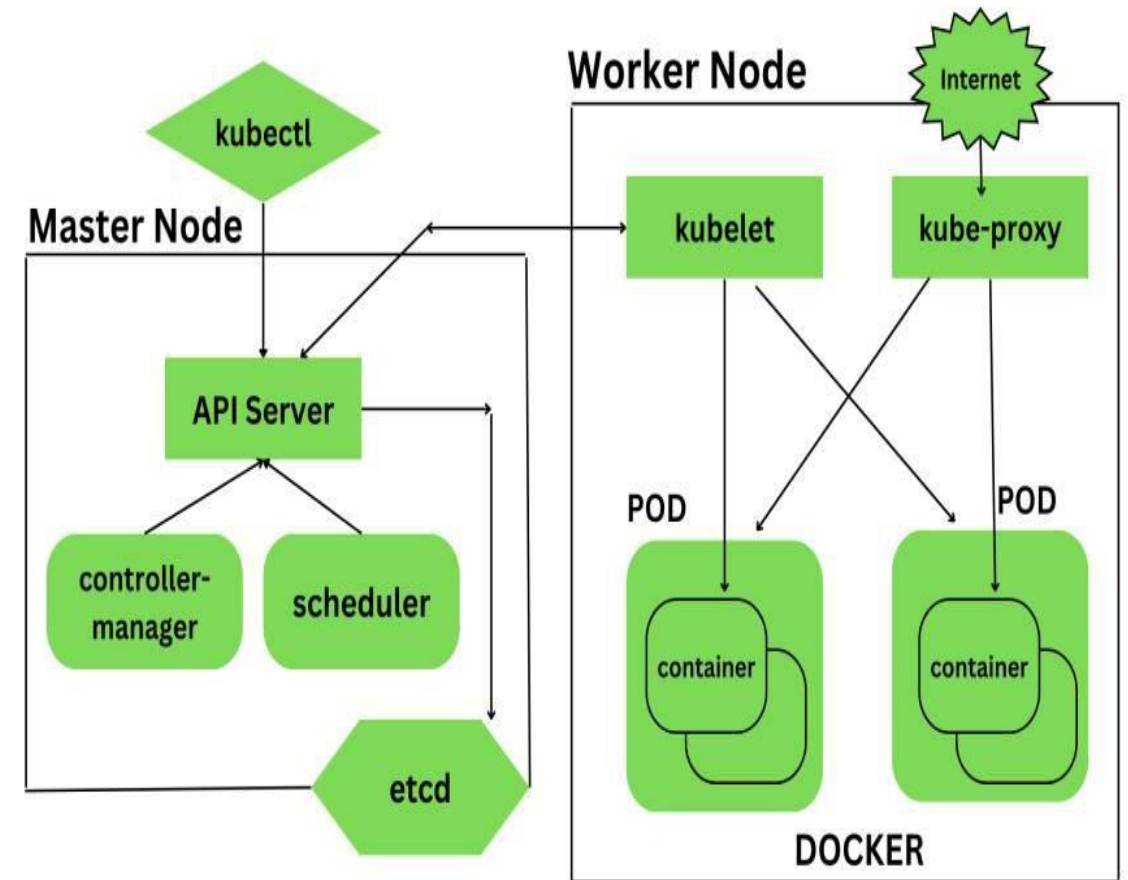 Worker Node
Internet
kubectl
Master Node
kubelet
kube-proxy
API Server
POD
POD
controller-
manager
scheduler
container
container
etcd
DOCKER